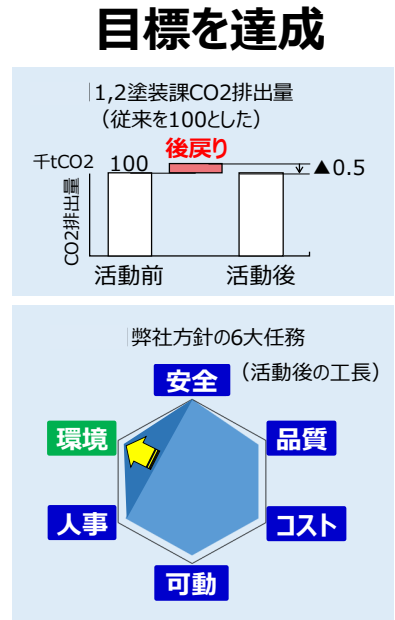 目標を達成
1,2塗装課CO2排出量
（従来を100とした）
後戻り
千tCO2
100
▲0.5
CO2排出量
活動前
活動後
弊社方針の6大任務
（活動後の工長）
安全
環境
品質
人事
コスト
可動